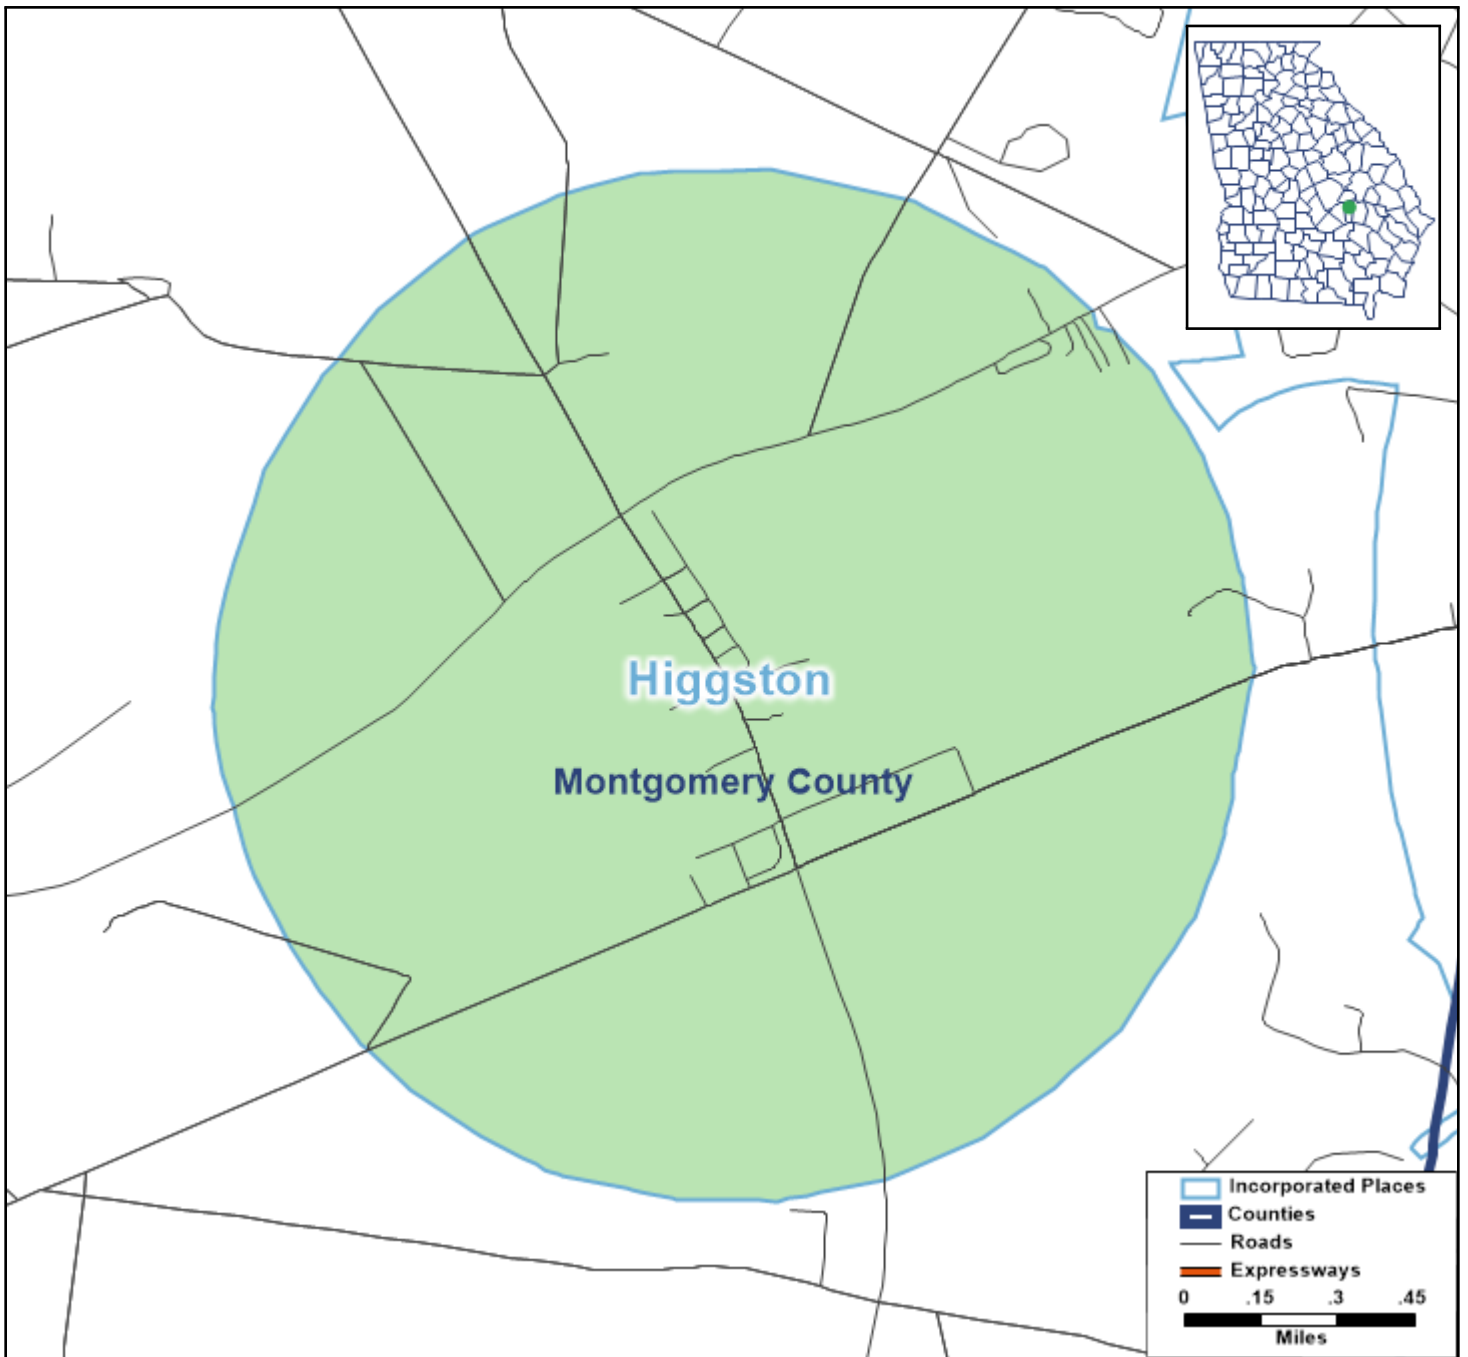 Higgston
Montgomery County
Incorporated Places
Counties
Roads
Expressways
0 .15 .3 .45
Miles